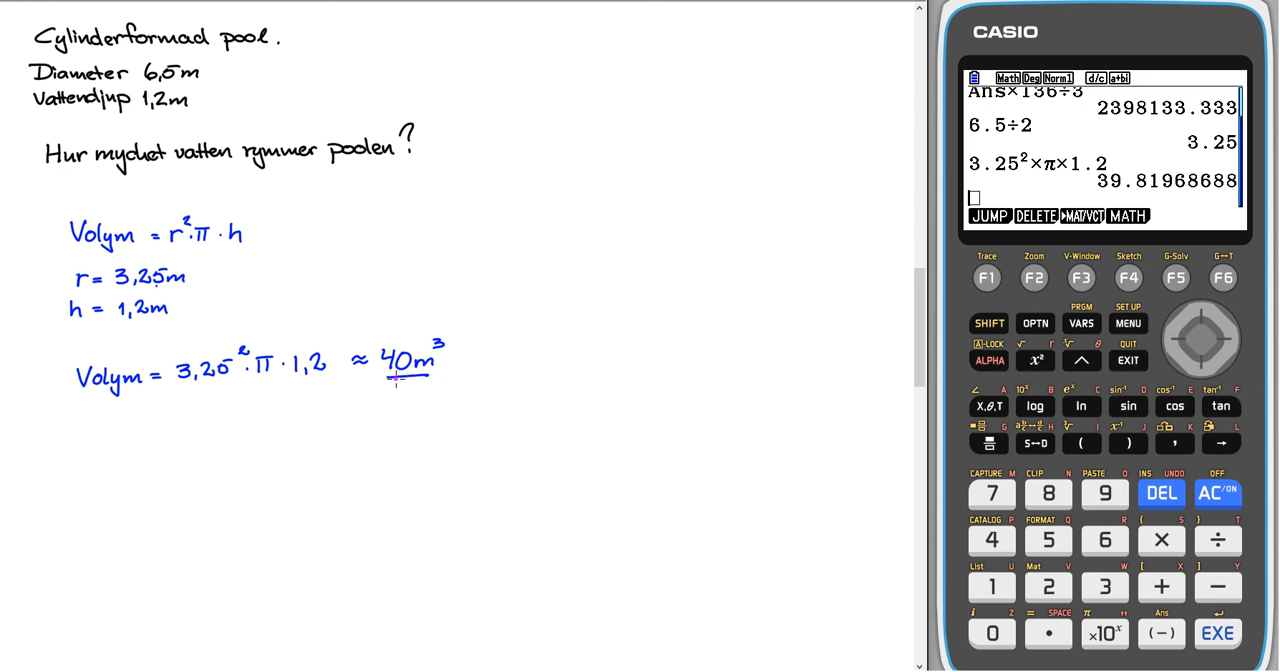 Cylinderformad pool.
Diameter 6,5m
Vattendjup 1,2m
Hur mycket vatten rymmer poolen?
Volym = r²·π·h
r = 3,25m
h = 1,2m
Volym = 3,25²·π·1,2 ≈ 40m³
CASIO
Math Deg Norm1 d/c a+bi
Ans×136÷3
2398133.333
6.5÷2
3.25
3.25²×π×1.2
39.81968688
JUMP DELETE ▶MAT/VCT MATH
Trace Zoom V-Window Sketch G-Solv G↔T
F1 F2 F3 F4 F5 F6
PRGM SET UP
SHIFT OPTN VARS MENU
A-LOCK √ r ˣ√ θ QUIT
ALPHA x² ^ EXIT
∠ A 10ˣ B eˣ C sin⁻¹ D cos⁻¹ E tan⁻¹ F
X,θ,T log ln sin cos tan
G H ³√ I x⁻¹ J K L
S↔D ( ) , →
CAPTURE M CLIP N PASTE O INS UNDO OFF
7 8 9 DEL AC/ON
CATALOG P FORMAT Q R { S } T
4 5 6 × ÷
List U Mat V W [ X ] Y
1 2 3 + −
i Z = SPACE π " Ans ↵
0 • ×10ˣ (−) EXE